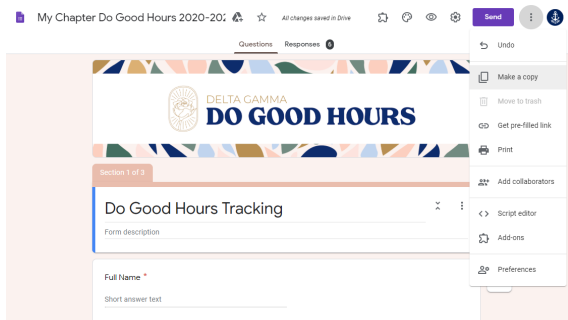 My Chapter Do Good Hours 2020-202
All changes saved in Drive
Send
Questions Responses 6
Undo
Make a copy
Move to trash
Get pre-filled link
Print
Add collaborators
Script editor
Add-ons
Preferences
DELTA GAMMA
DO GOOD HOURS
Section 1 of 3
Do Good Hours Tracking
Form description
Full Name *
Short answer text